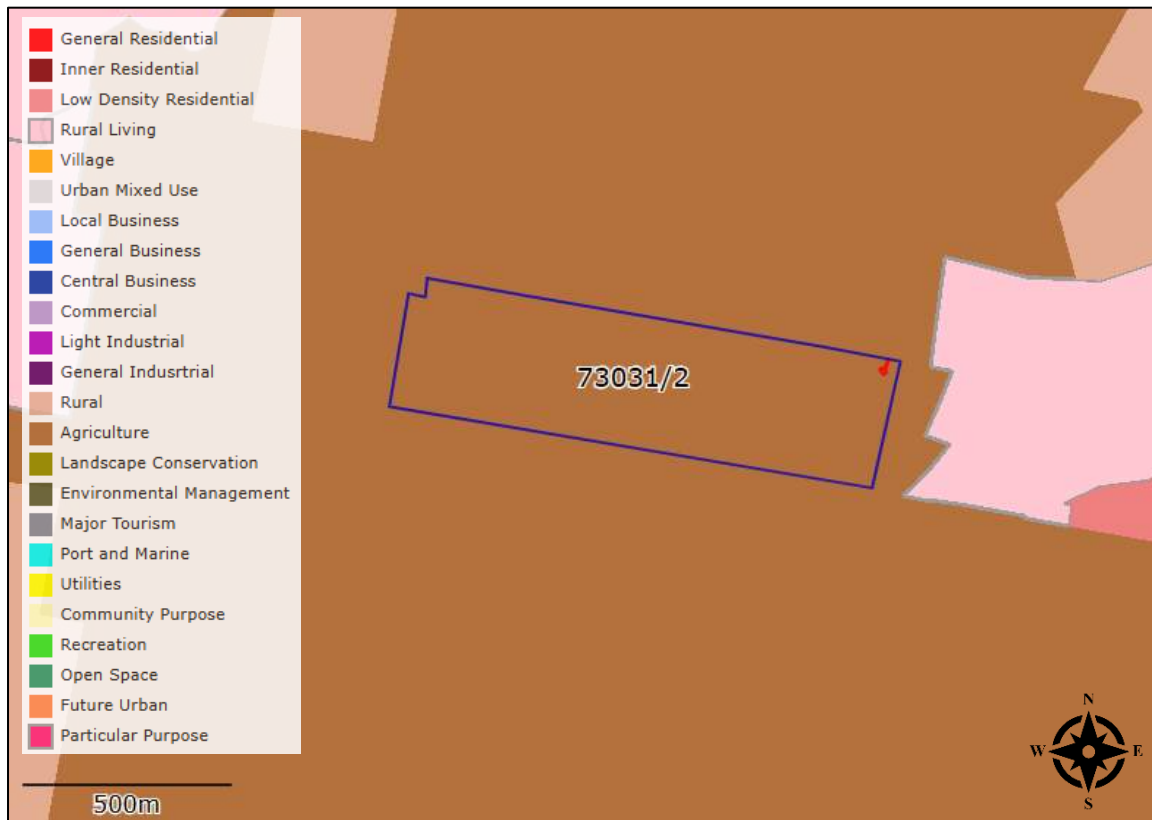 General Residential
Inner Residential
Low Density Residential
Rural Living
Village
Urban Mixed Use
Local Business
General Business
Central Business
Commercial
Light Industrial
General Indusrtrial
Rural
Agriculture
Landscape Conservation
Environmental Management
Major Tourism
Port and Marine
Utilities
Community Purpose
Recreation
Open Space
Future Urban
Particular Purpose
73031/2
500m
N
W E
S